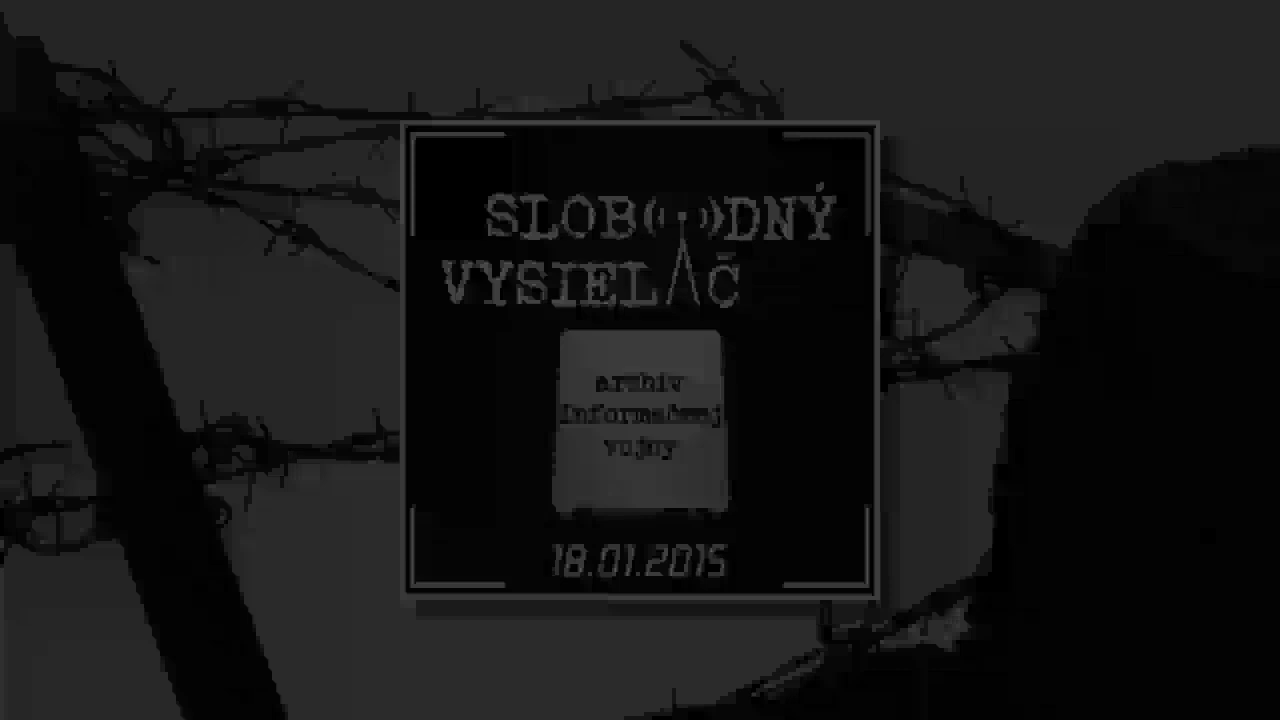 SLOBODNÝ
VYSIELAČ
archív
Informačnej
vojny
18.01.2015